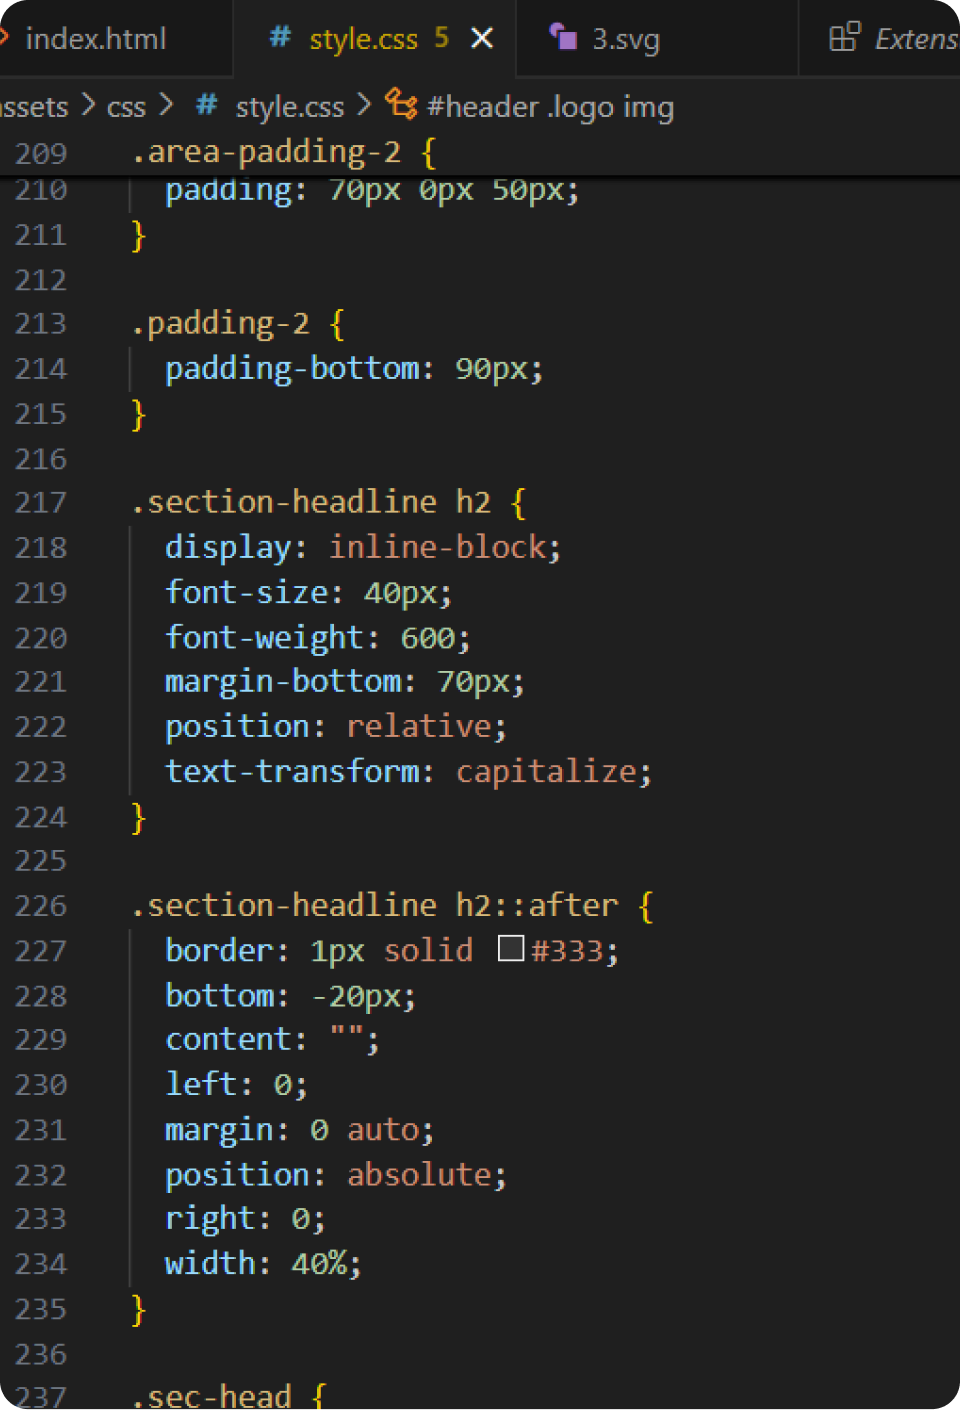 index.html # style.css 5 × 3.svg Extens
assets > css > # style.css > #header .logo img
209 .area-padding-2 {
210 padding: 70px 0px 50px;
211 }
212
213 .padding-2 {
214 padding-bottom: 90px;
215 }
216
217 .section-headline h2 {
218 display: inline-block;
219 font-size: 40px;
220 font-weight: 600;
221 margin-bottom: 70px;
222 position: relative;
223 text-transform: capitalize;
224 }
225
226 .section-headline h2::after {
227 border: 1px solid #333;
228 bottom: -20px;
229 content: "";
230 left: 0;
231 margin: 0 auto;
232 position: absolute;
233 right: 0;
234 width: 40%;
235 }
236
237 .sec-head {